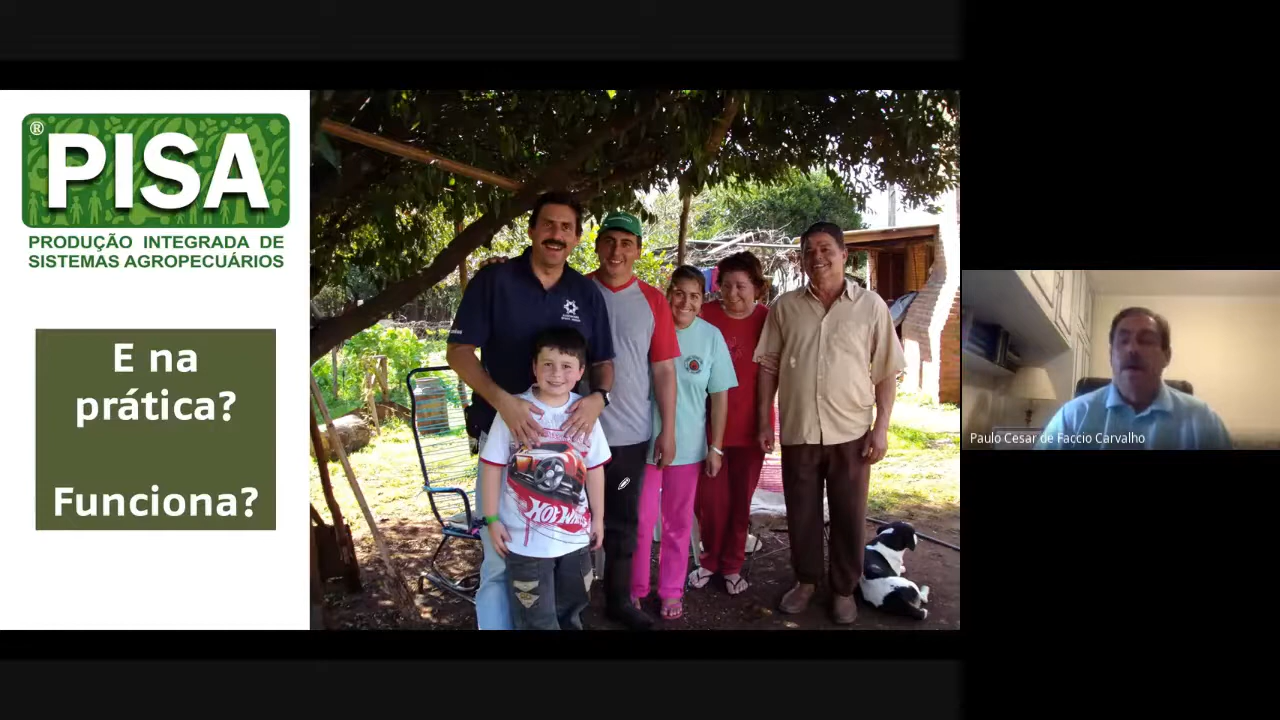 ®
PISA
PRODUÇÃO INTEGRADA DE
SISTEMAS AGROPECUÁRIOS
E na
prática?
Funciona?
HOT WHEELS
Paulo Cesar de Faccio Carvalho